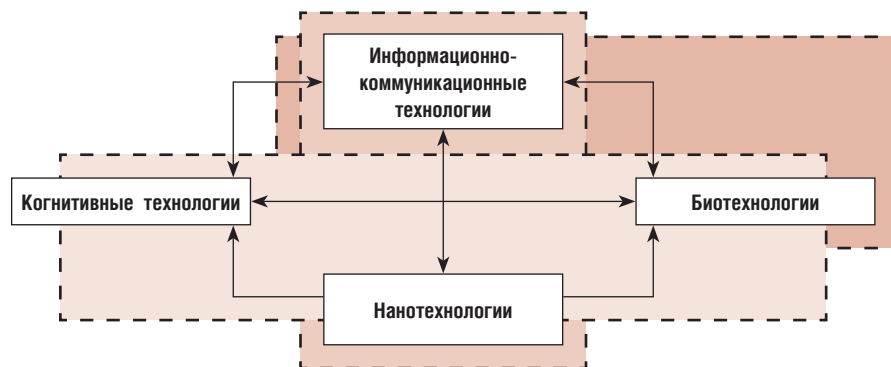 Информационно-
коммуникационные
технологии
Когнитивные технологии
Биотехнологии
Нанотехнологии